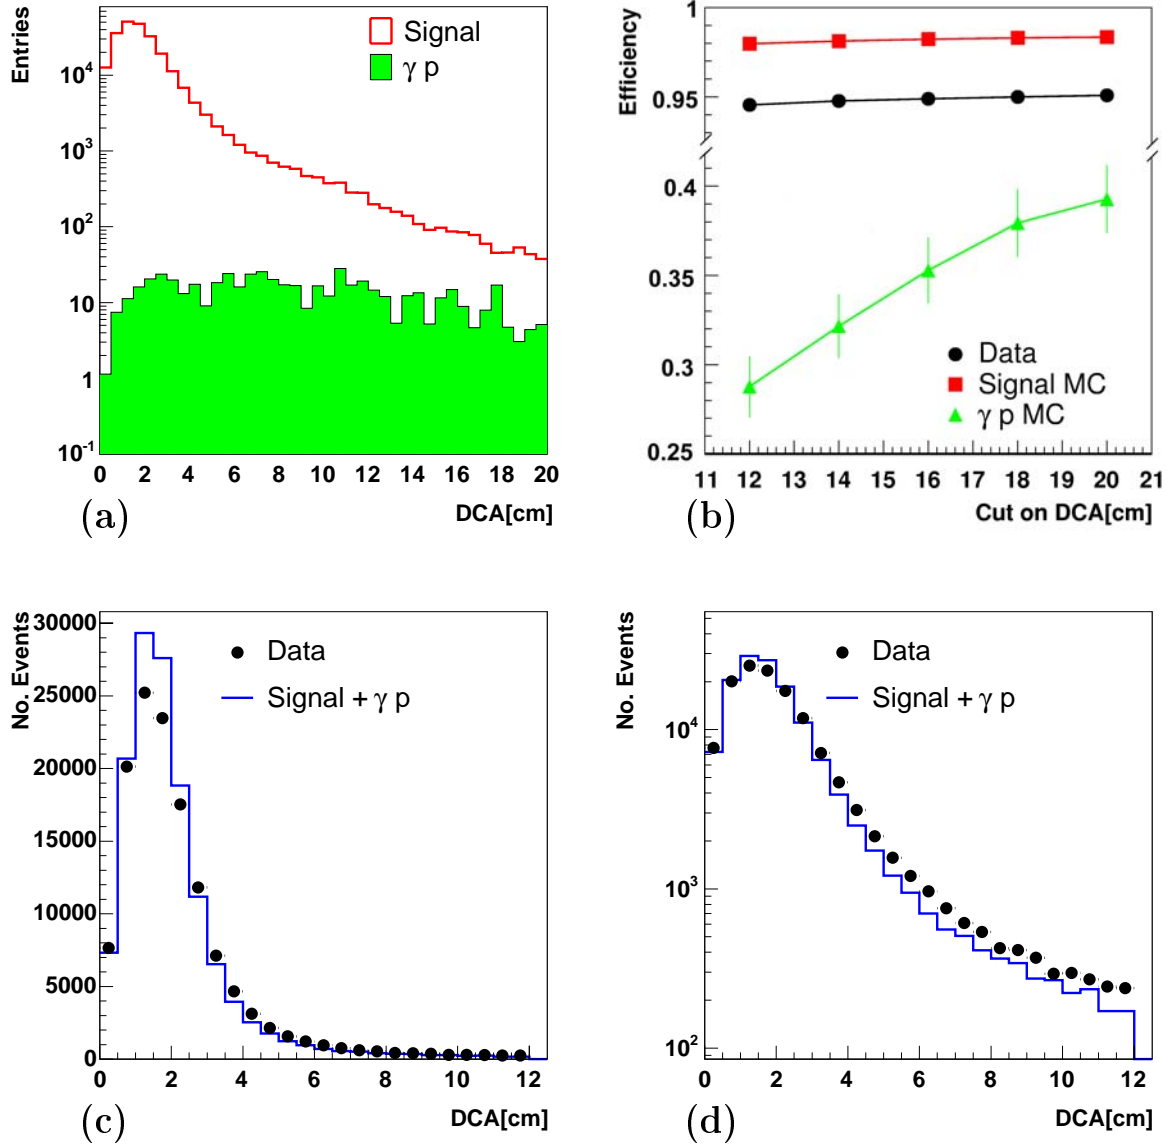 Entries
10^4
10^3
10^2
10
1
10^-1
Signal
γ p
0 2 4 6 8 10 12 14 16 18 20
DCA[cm]
(a)
Efficiency
1
0.95
0.4
0.35
0.3
0.25
Data
Signal MC
γ p MC
11 12 13 14 15 16 17 18 19 20 21
Cut on DCA[cm]
(b)
No. Events
30000
25000
20000
15000
10000
5000
0
Data
Signal + γ p
0 2 4 6 8 10 12
DCA[cm]
(c)
No. Events
10^4
10^3
10^2
Data
Signal + γ p
0 2 4 6 8 10 12
DCA[cm]
(d)